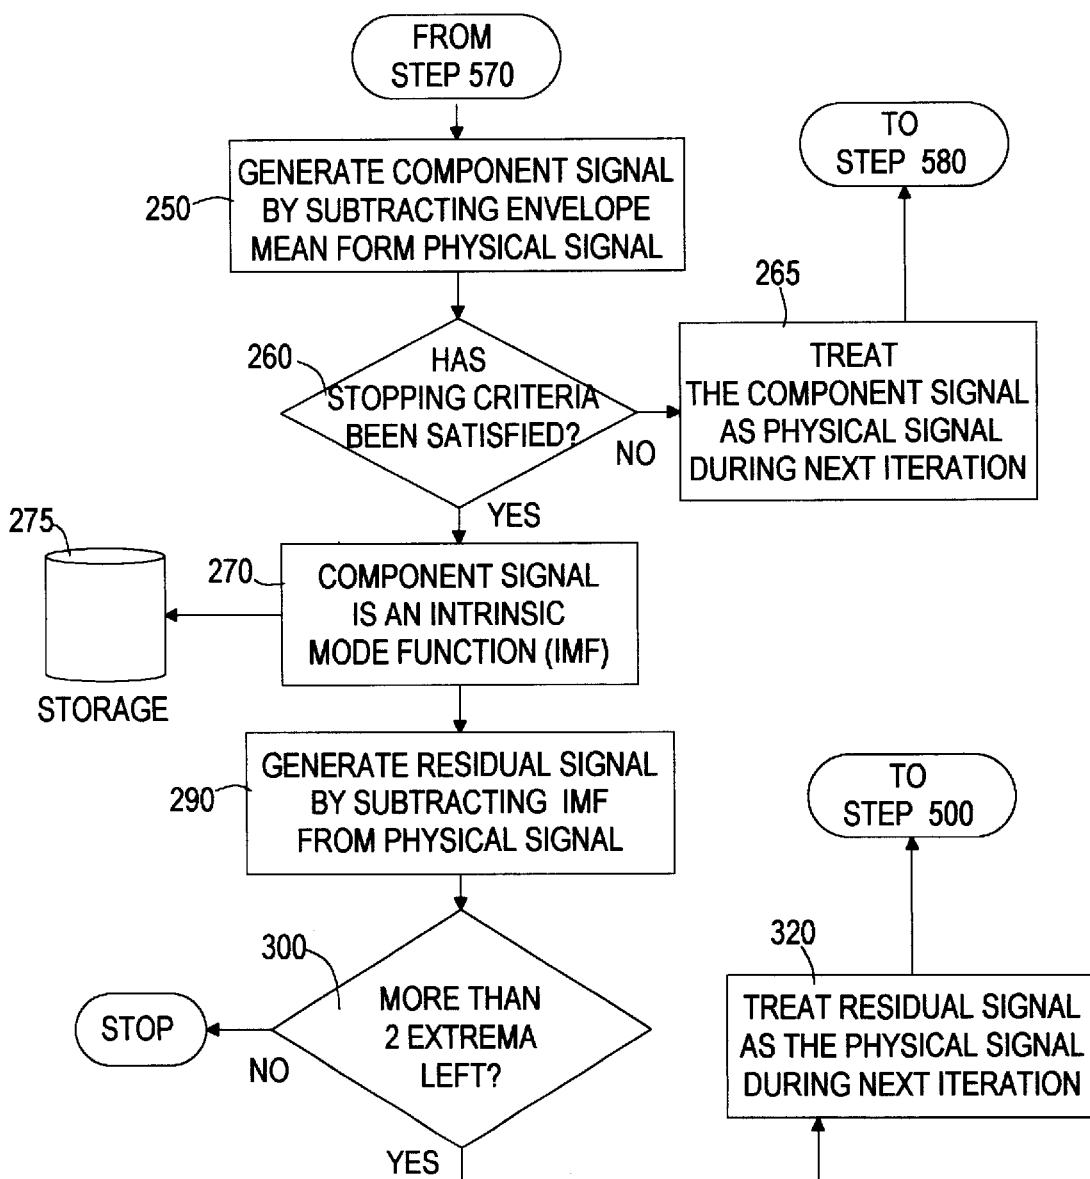 FROM
STEP 570
250
GENERATE COMPONENT SIGNAL
BY SUBTRACTING ENVELOPE
MEAN FORM PHYSICAL SIGNAL
TO
STEP 580
260
HAS
STOPPING CRITERIA
BEEN SATISFIED?
NO
YES
265
TREAT
THE COMPONENT SIGNAL
AS PHYSICAL SIGNAL
DURING NEXT ITERATION
275
STORAGE
270
COMPONENT SIGNAL
IS AN INTRINSIC
MODE FUNCTION (IMF)
290
GENERATE RESIDUAL SIGNAL
BY SUBTRACTING IMF
FROM PHYSICAL SIGNAL
TO
STEP 500
300
MORE THAN
2 EXTREMA
LEFT?
STOP
NO
YES
320
TREAT RESIDUAL SIGNAL
AS THE PHYSICAL SIGNAL
DURING NEXT ITERATION